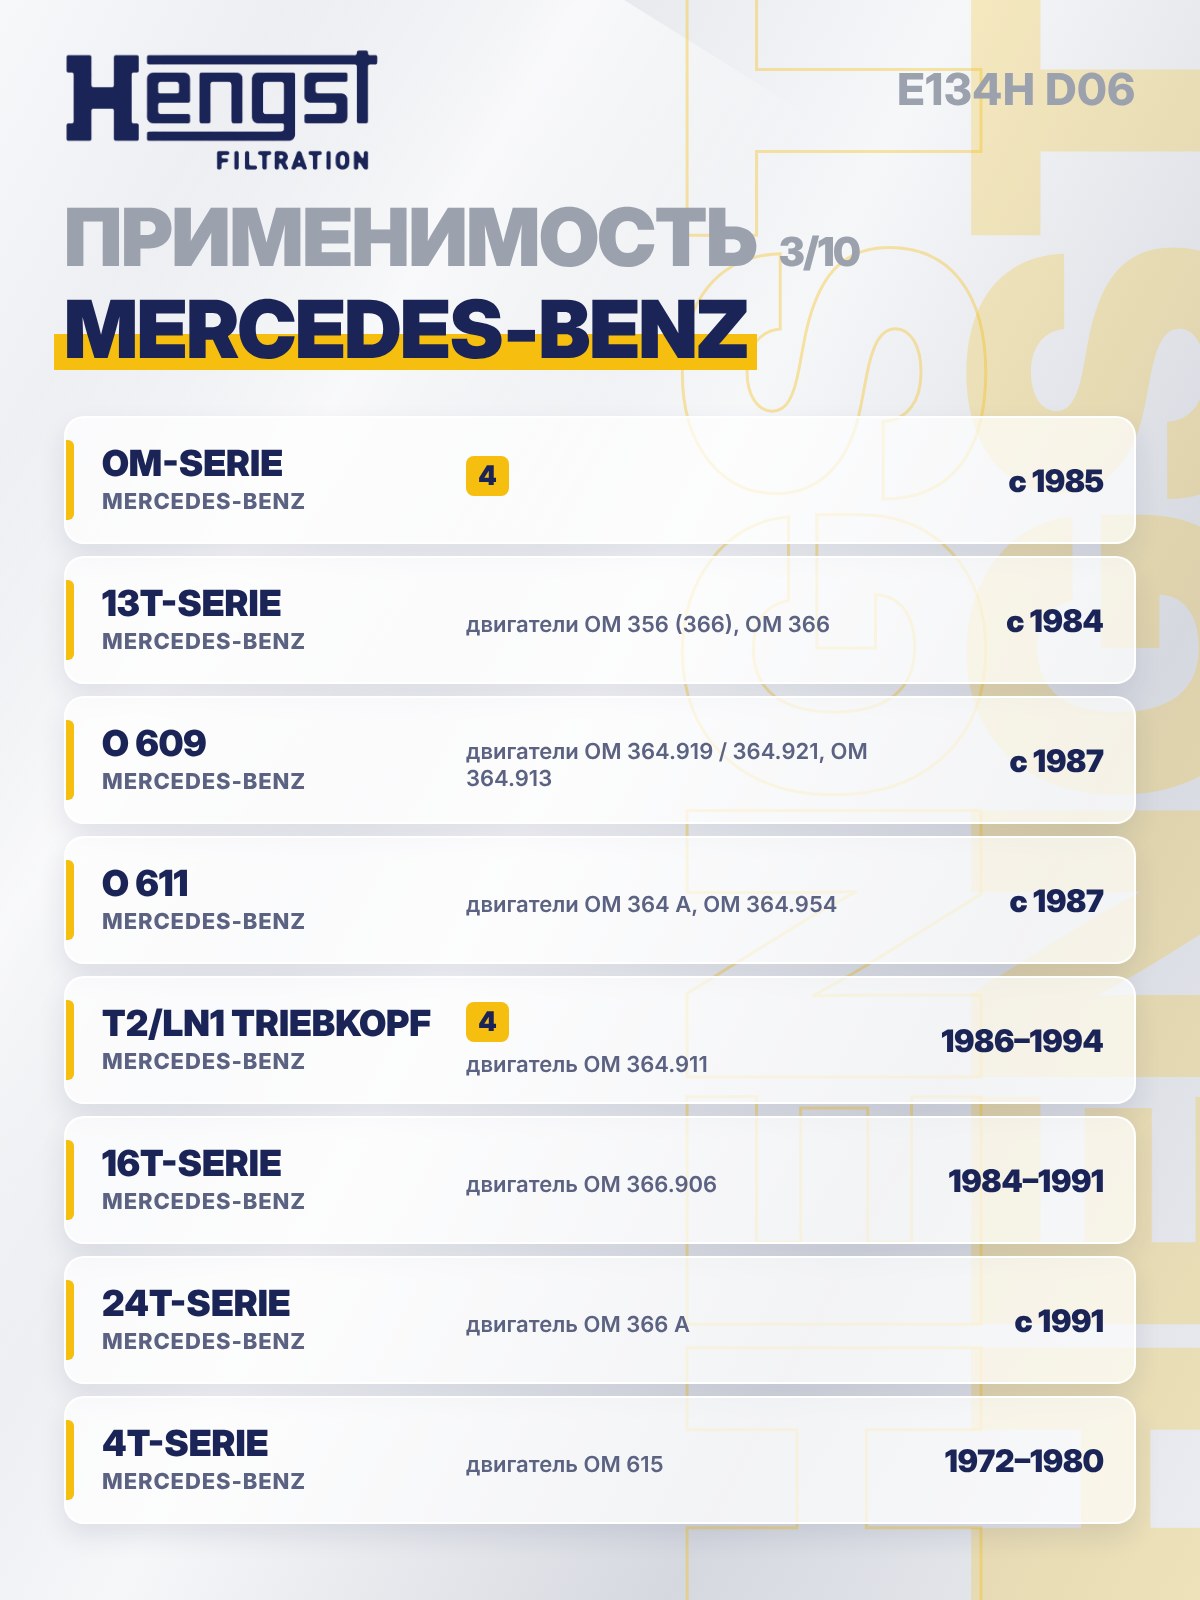 Hengst
FILTRATION
E134H D06
ПРИМЕНИМОСТЬ 3/10
MERCEDES-BENZ
OM-SERIE
MERCEDES-BENZ
4
с 1985
13T-SERIE
MERCEDES-BENZ
двигатели OM 356 (366), OM 366
с 1984
O 609
MERCEDES-BENZ
двигатели OM 364.919 / 364.921, OM
364.913
с 1987
O 611
MERCEDES-BENZ
двигатели OM 364 A, OM 364.954
с 1987
T2/LN1 TRIEBKOPF
MERCEDES-BENZ
4
двигатель OM 364.911
1986–1994
16T-SERIE
MERCEDES-BENZ
двигатель OM 366.906
1984–1991
24T-SERIE
MERCEDES-BENZ
двигатель OM 366 A
с 1991
4T-SERIE
MERCEDES-BENZ
двигатель OM 615
1972–1980
HENGST
HENGST